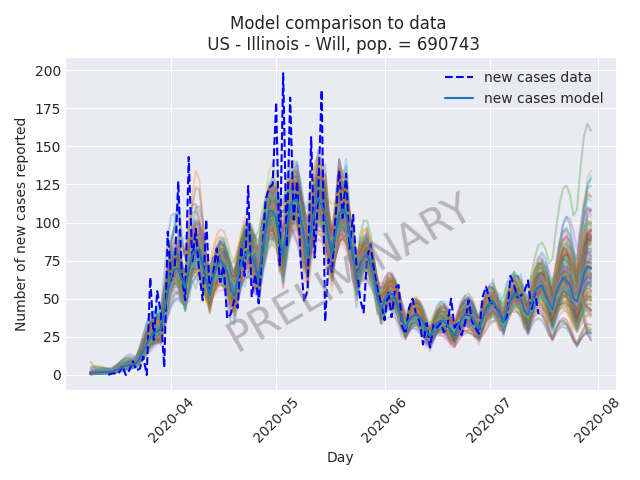 Model comparison to data
US - Illinois - Will, pop. = 690743
new cases data
new cases model
Number of new cases reported
200
175
150
125
100
75
50
25
0
PRELIMINARY
2020-04
2020-05
2020-06
2020-07
2020-08
Day